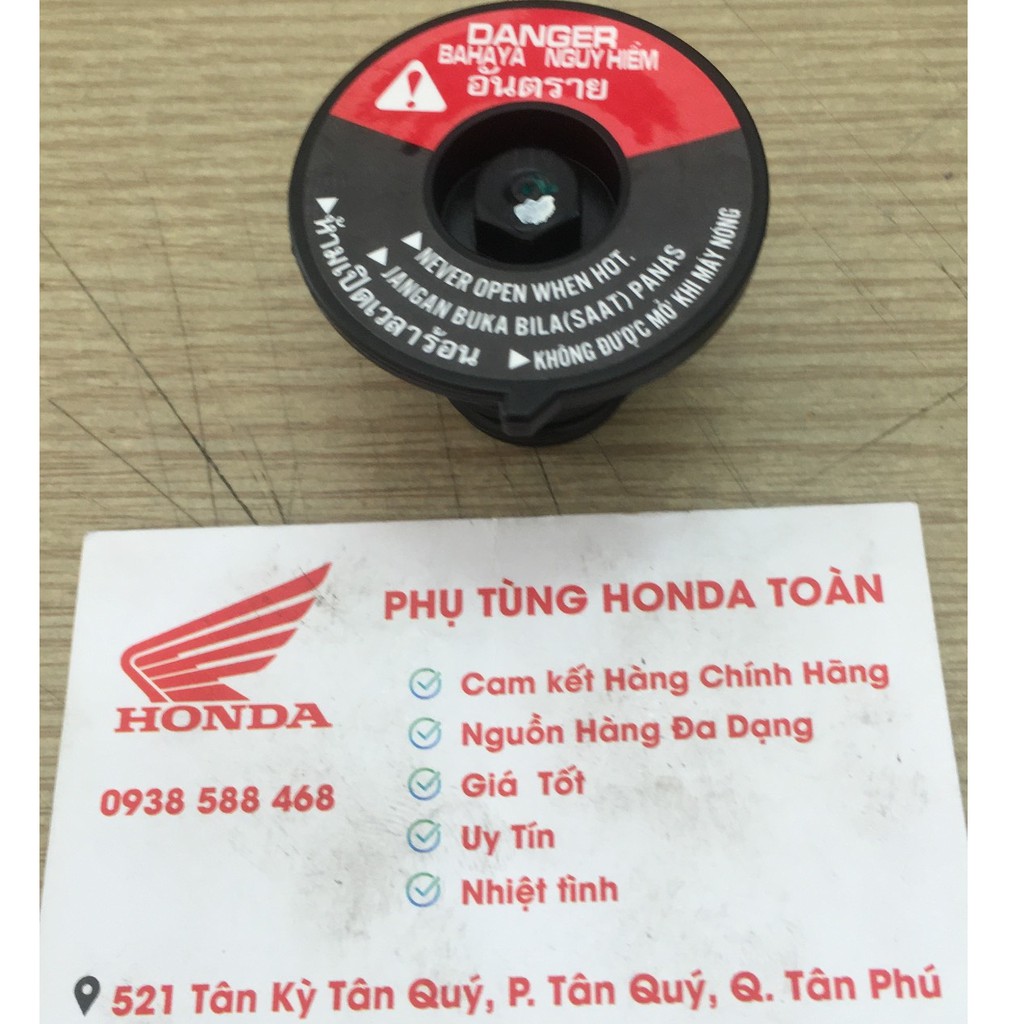 DANGER
BAHAYA NGUY HIỂM
อันตราย
▲NEVER OPEN WHEN HOT.
▲JANGAN BUKA BILA(SAAT) PANAS
▶KHÔNG ĐƯỢC MỞ KHI MÁY NÓNG
▶ห้ามเปิดเวลาร้อน
PHỤ TÙNG HONDA TOÀN
HONDA
0938 588 468
Cam kết Hàng Chính Hãng
Nguồn Hàng Đa Dạng
Giá Tốt
Uy Tín
Nhiệt tình
521 Tân Kỳ Tân Quý, P. Tân Quý, Q. Tân Phú